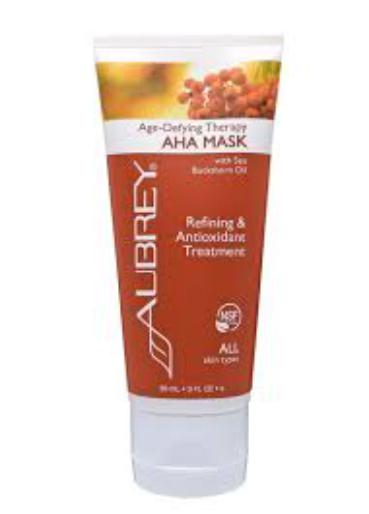 Age-Defying Therapy
AHA MASK
with Sea
Buckthorn Oil
AUBREY®
Refining &
Antioxidant
Treatment
NSF
ALL
skin types